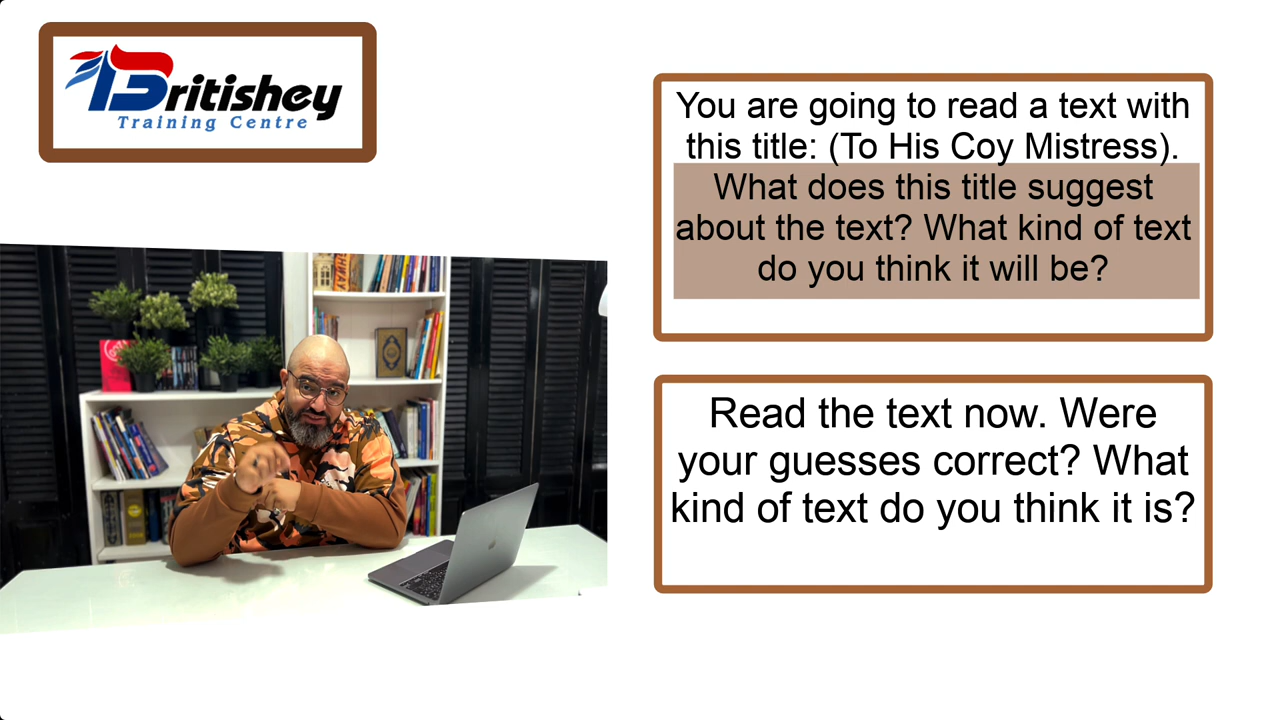 Britishey
Training Centre
You are going to read a text with
this title: (To His Coy Mistress).
What does this title suggest
about the text? What kind of text
do you think it will be?
Read the text now. Were
your guesses correct? What
kind of text do you think it is?